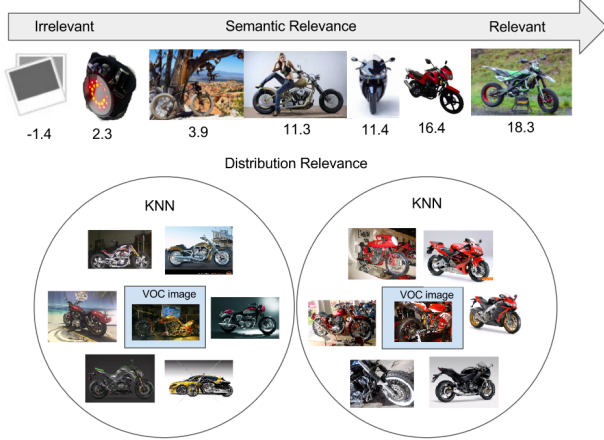 Irrelevant Semantic Relevance Relevant
-1.4 2.3 3.9 11.3 11.4 16.4 18.3
Distribution Relevance
KNN KNN
VOC image VOC image